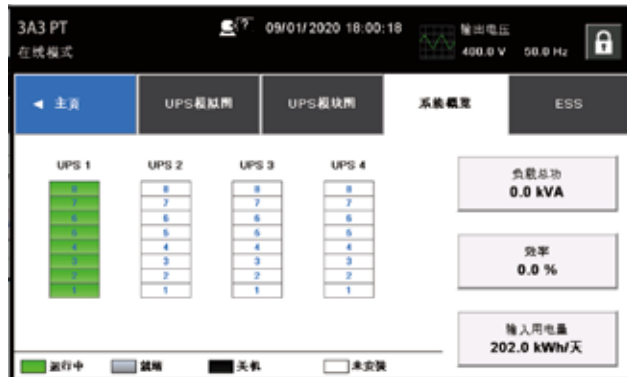 3A3 PT
在线模式
09/01/2020 18:00:18
输出电压
400.0 V 50.0 Hz
◀ 主页
UPS模拟图
UPS模块图
系统概览
ESS
UPS 1 UPS 2 UPS 3 UPS 4
8 8 8 8
7 7 7 7
6 6 6 6
5 5 5 5
4 4 4 4
3 3 3 3
2 2 2 2
1 1 1 1
负载总功
0.0 kVA
效率
0.0 %
输入用电量
202.0 kWh/天
运行中 就绪 关机 未安装